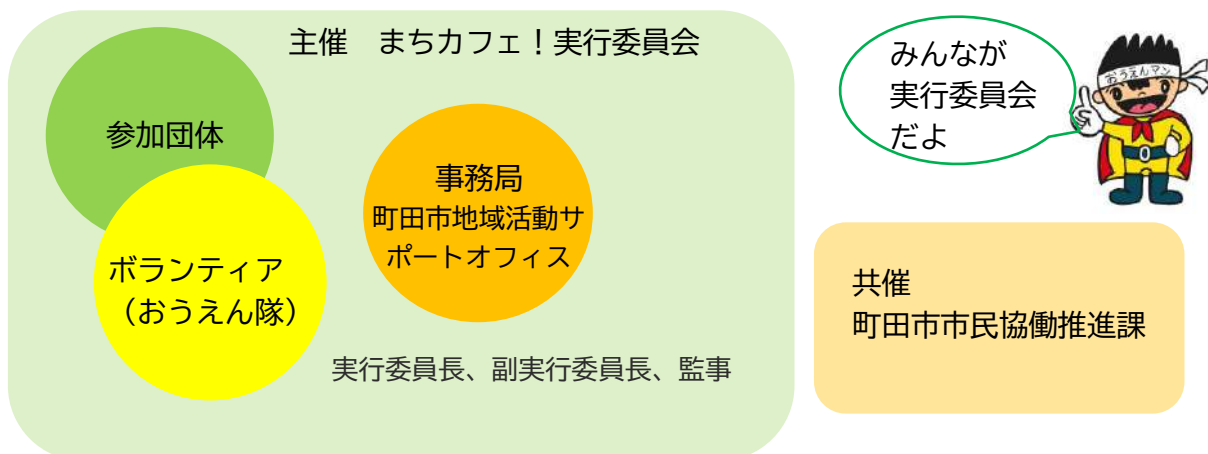 主催　まちカフェ！実行委員会
参加団体
ボランティア
（おうえん隊）
事務局
町田市地域活動サ
ポートオフィス
実行委員長、副実行委員長、監事
みんなが
実行委員会
だよ
おうえんマン
共催
町田市市民協働推進課